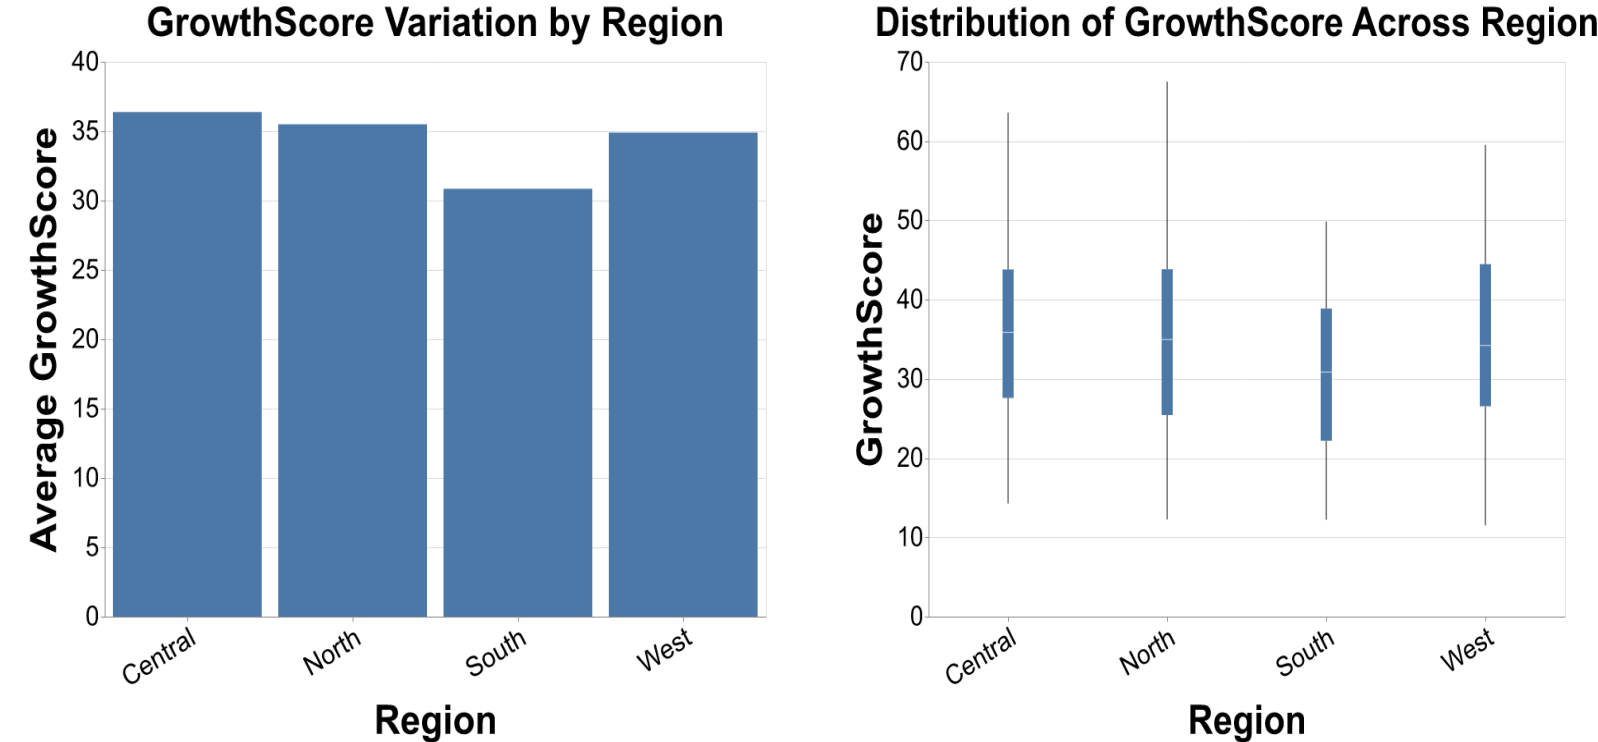 GrowthScore Variation by Region
Average GrowthScore
40
35
30
25
20
15
10
5
0
Central
North
South
West
Region
Distribution of GrowthScore Across Region
GrowthScore
70
60
50
40
30
20
10
0
Central
North
South
West
Region